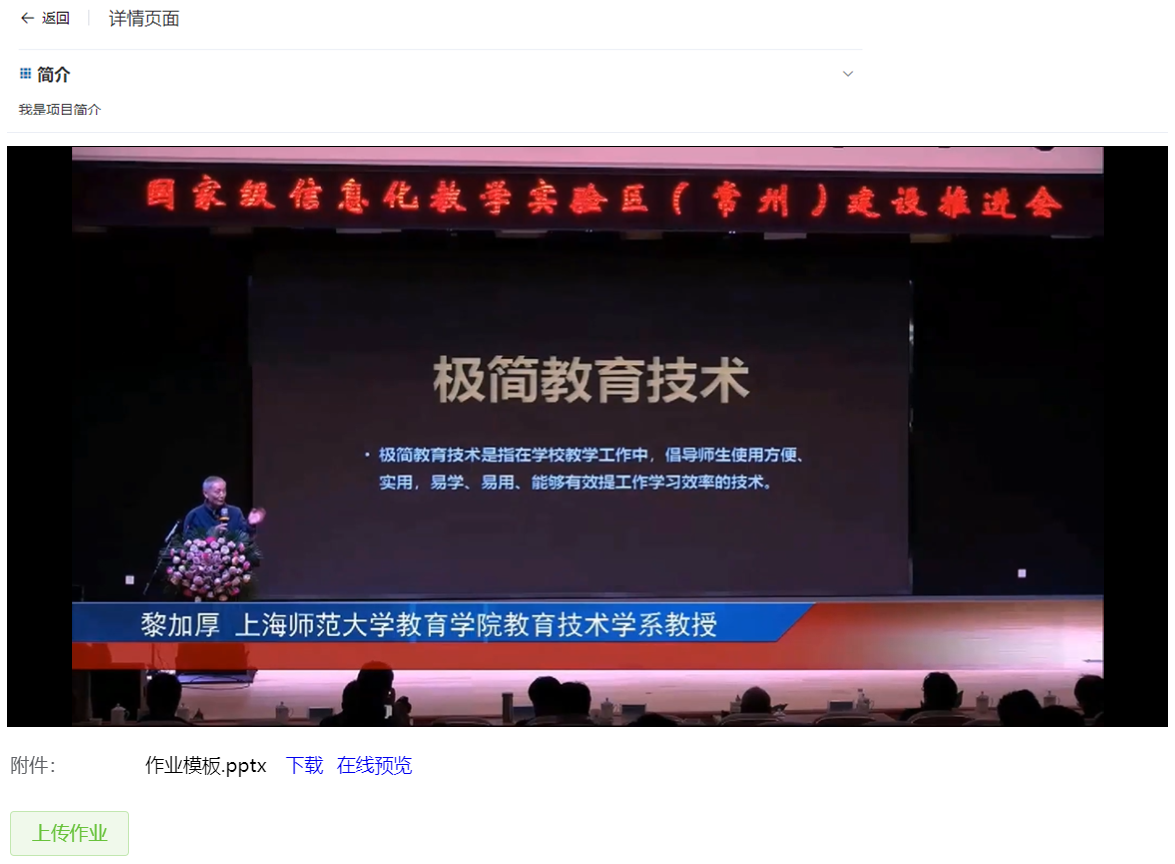 返回
详情页面
简介
我是项目简介
国家级信息化教学实验区（常州）建设推进会
极简教育技术
· 极简教育技术是指在学校教学工作中，倡导师生使用方便、
实用，易学、易用、能够有效提工作学习效率的技术。
黎加厚 上海师范大学教育学院教育技术学系教授
附件： 作业模板.pptx 下载 在线预览
上传作业